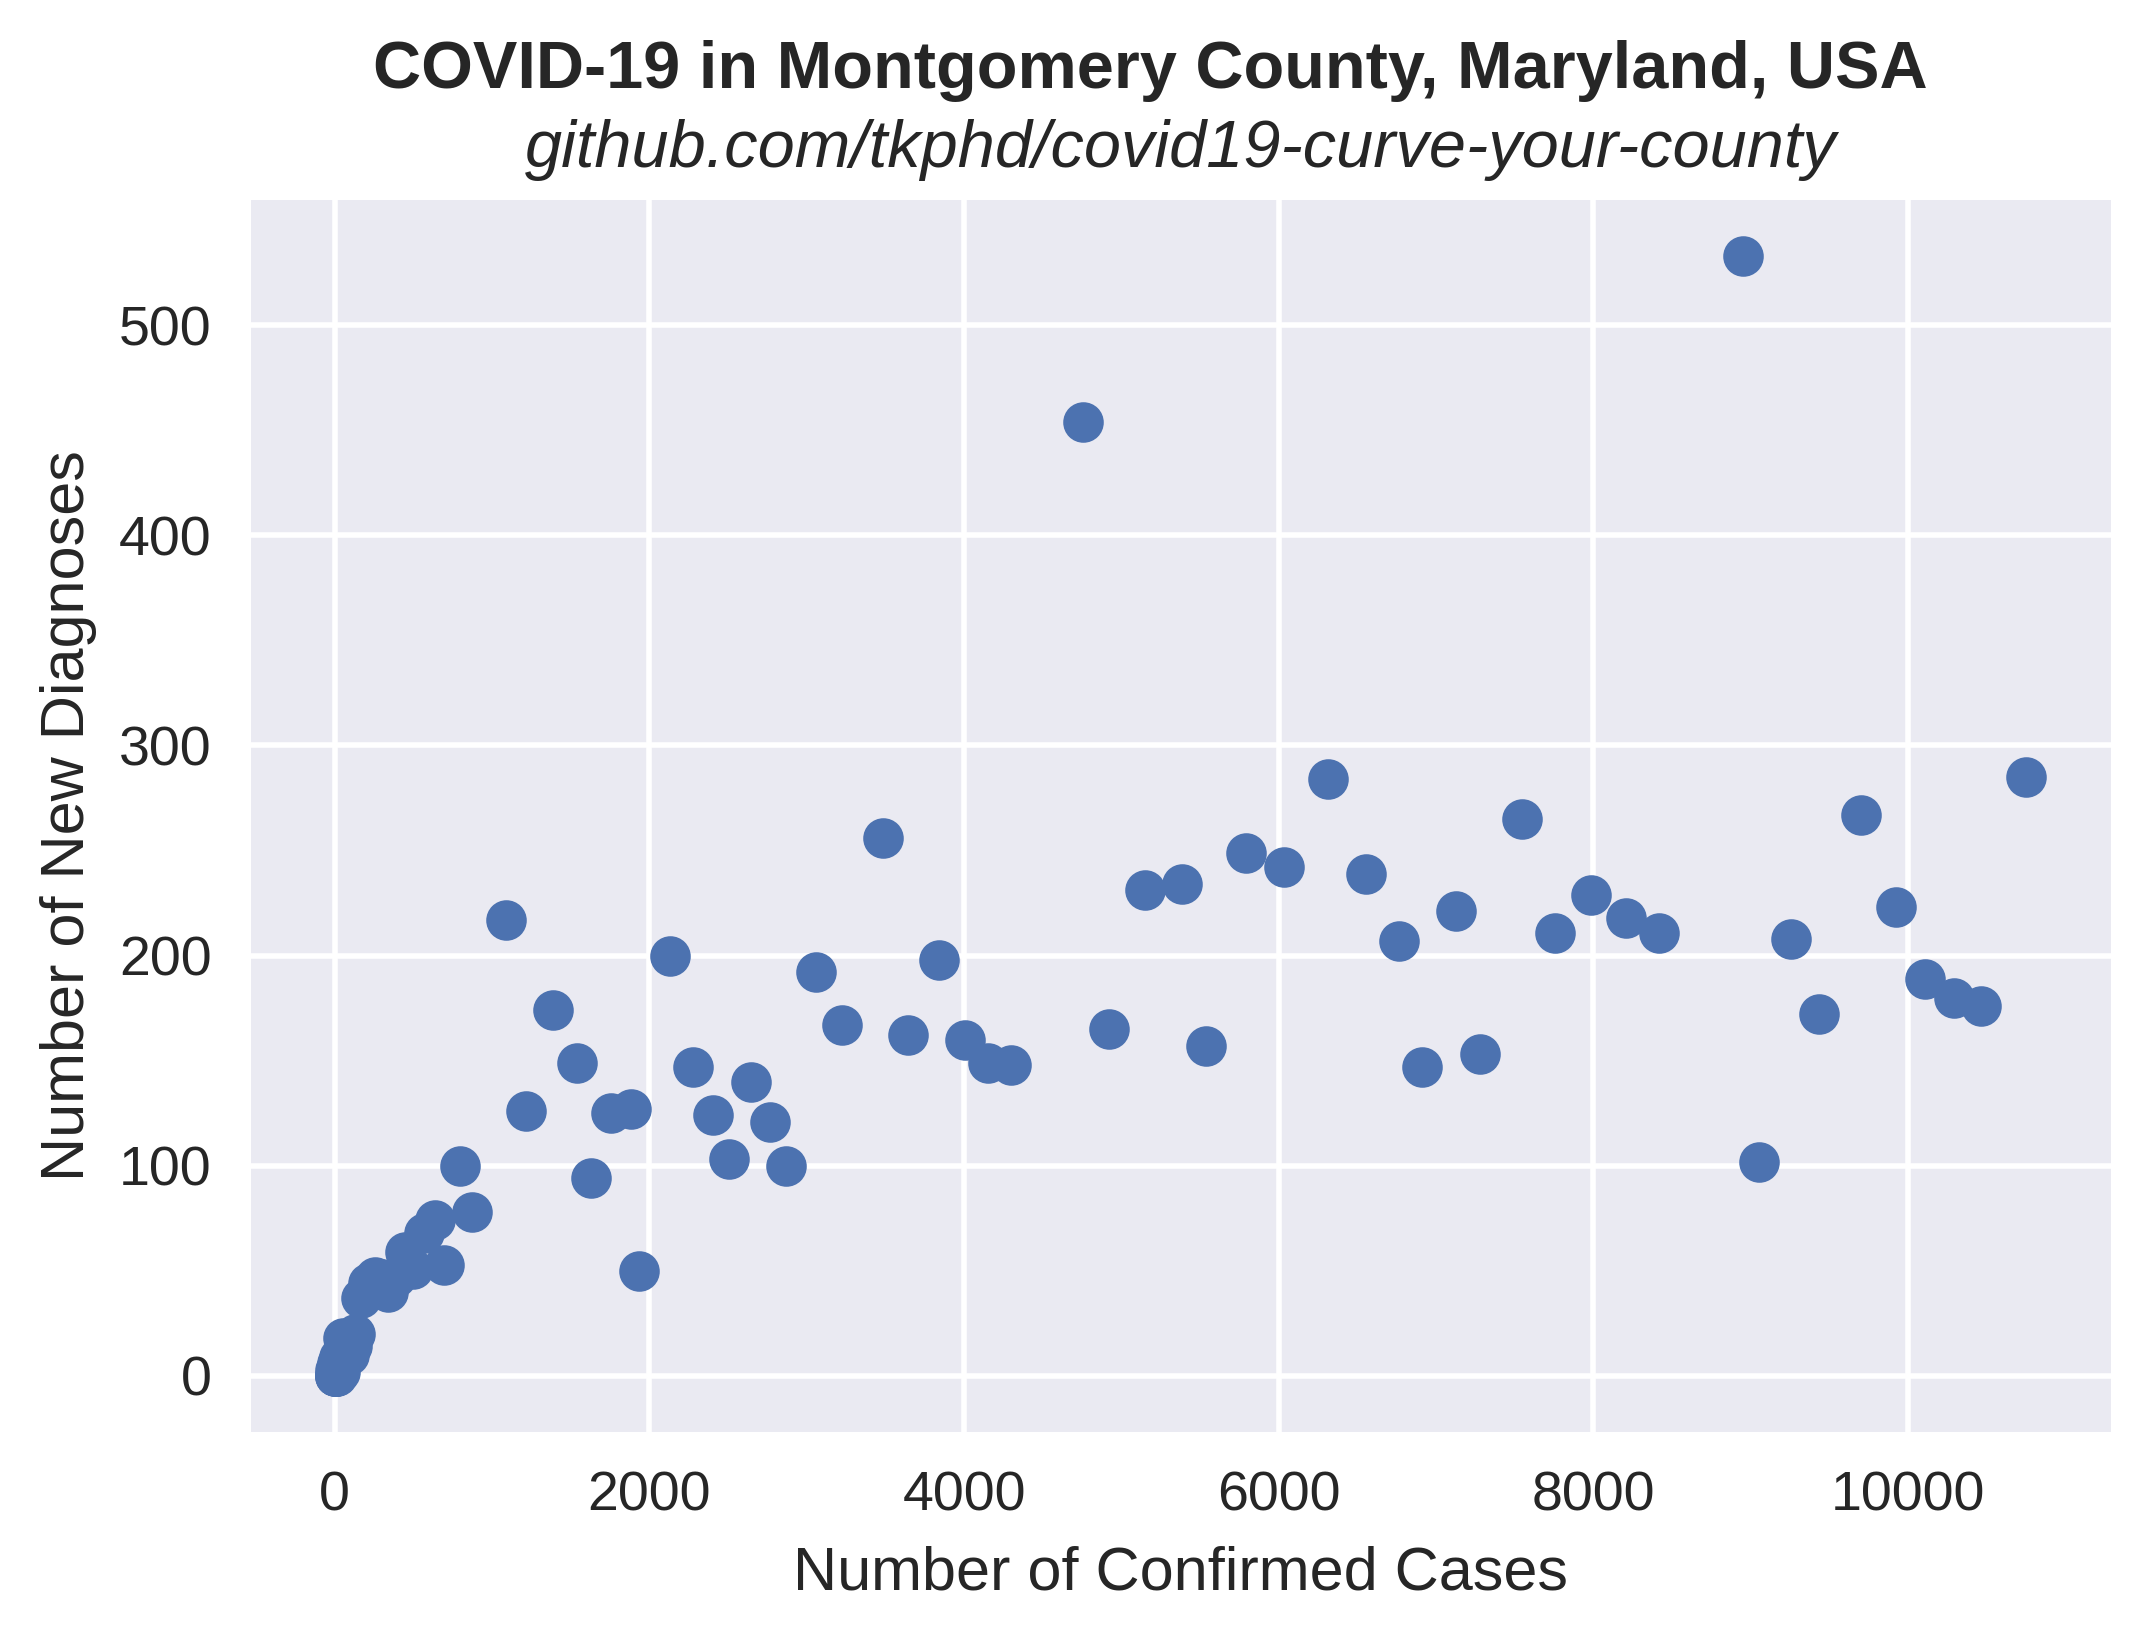 COVID-19 in Montgomery County, Maryland, USA
github.com/tkphd/covid19-curve-your-county
Number of New Diagnoses
500
400
300
200
100
0
0 2000 4000 6000 8000 10000
Number of Confirmed Cases